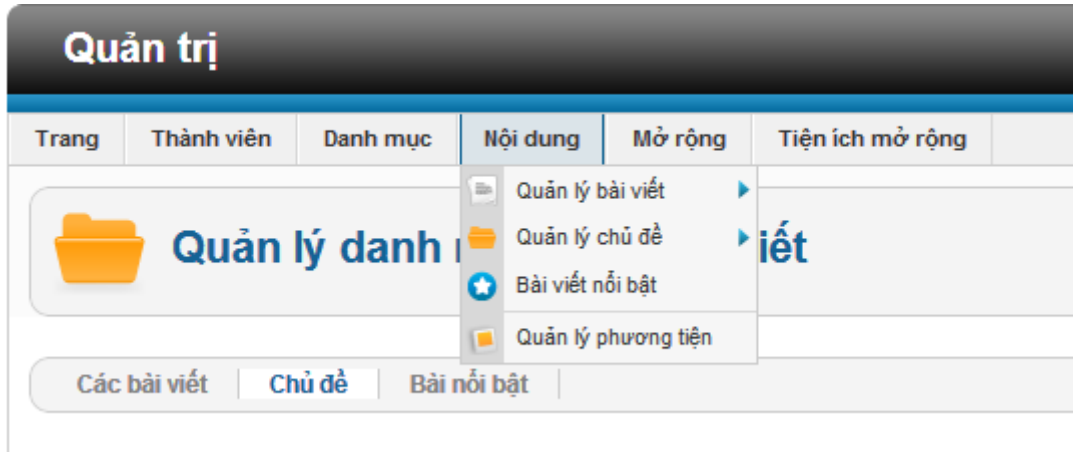 Quản trị
Trang Thành viên Danh mục Nội dung Mở rộng Tiện ích mở rộng
Quản lý bài viết
Quản lý danh
iết
Quản lý chủ đề
Bài viết nổi bật
Quản lý phương tiện
Các bài viết Chủ đề Bài nổi bật